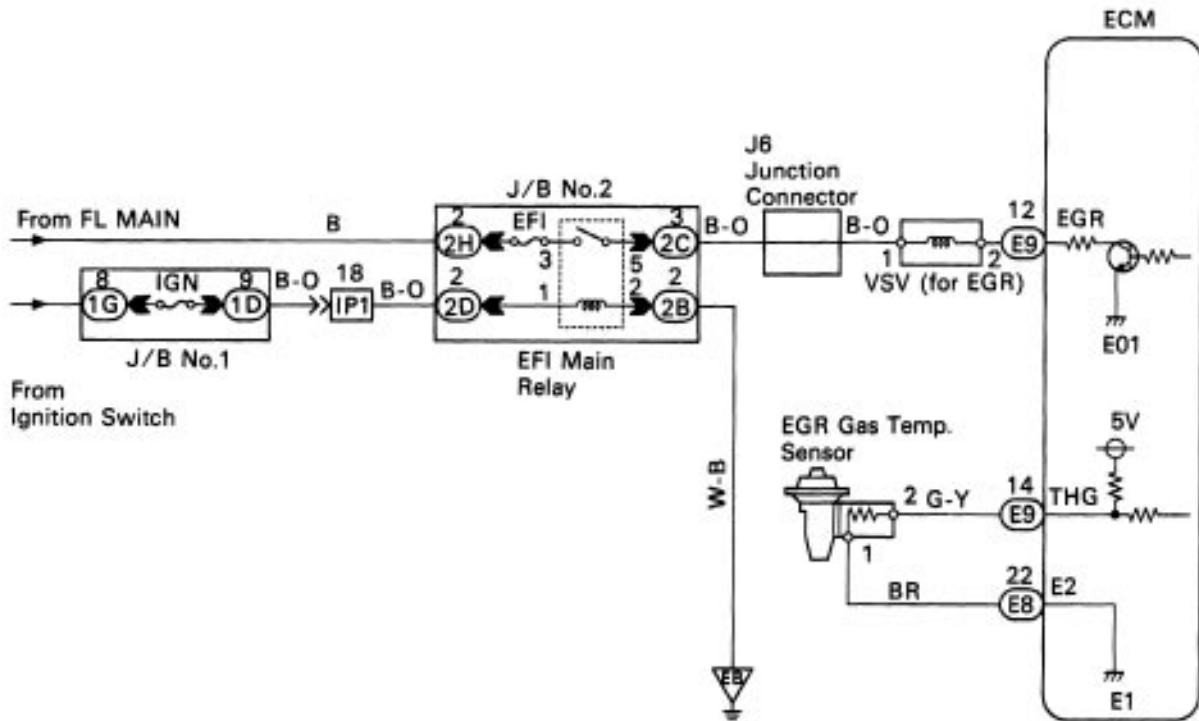 ECM
J6
Junction
Connector
J/B No.2
12
From FL MAIN
B
2
EFI
3
B-O
B-O
EGR
2H
3
5
2C
1
2
E9
8
IGN
9
B-O
18
B-O
2
1
2
2
VSV (for EGR)
1G
1D
IP1
2D
2B
E01
J/B No.1
EFI Main
Relay
From
Ignition Switch
EGR Gas Temp.
Sensor
5V
W-B
2
G-Y
14
THG
E9
1
22
BR
E8
E2
EB
E1